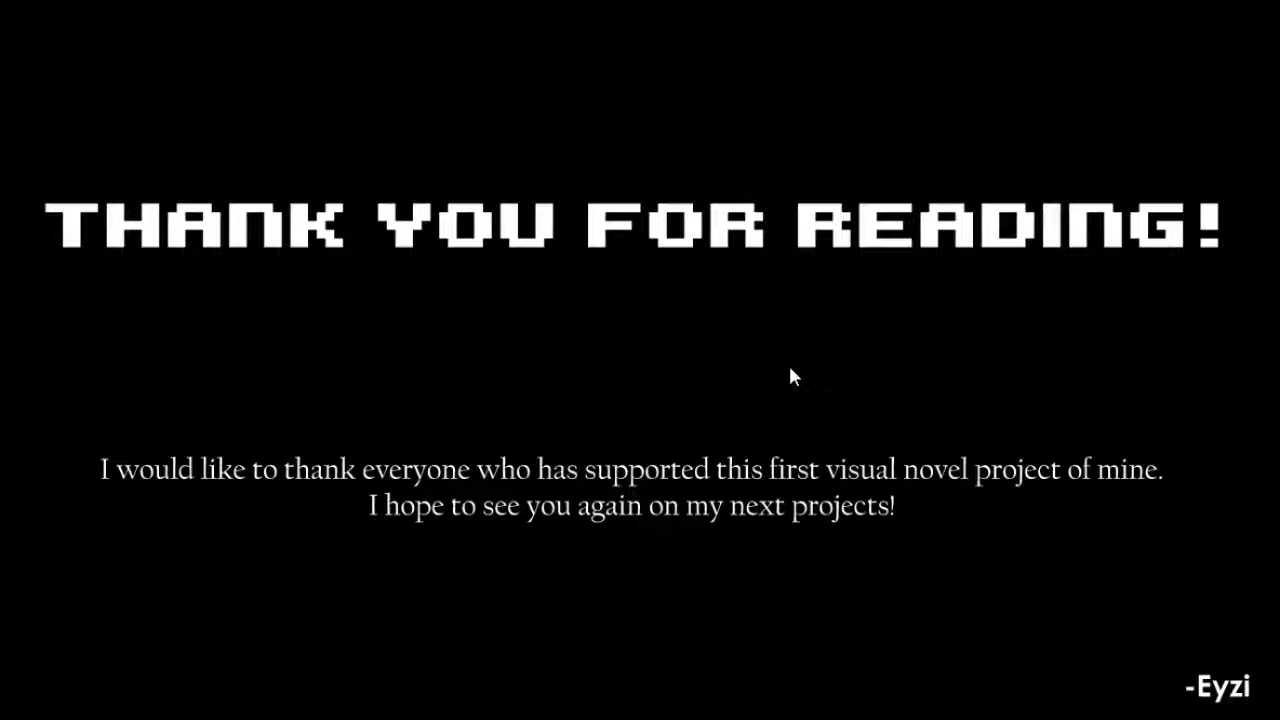 THANK YOU FOR READING!
I would like to thank everyone who has supported this first visual novel project of mine.
I hope to see you again on my next projects!
-Eyzi